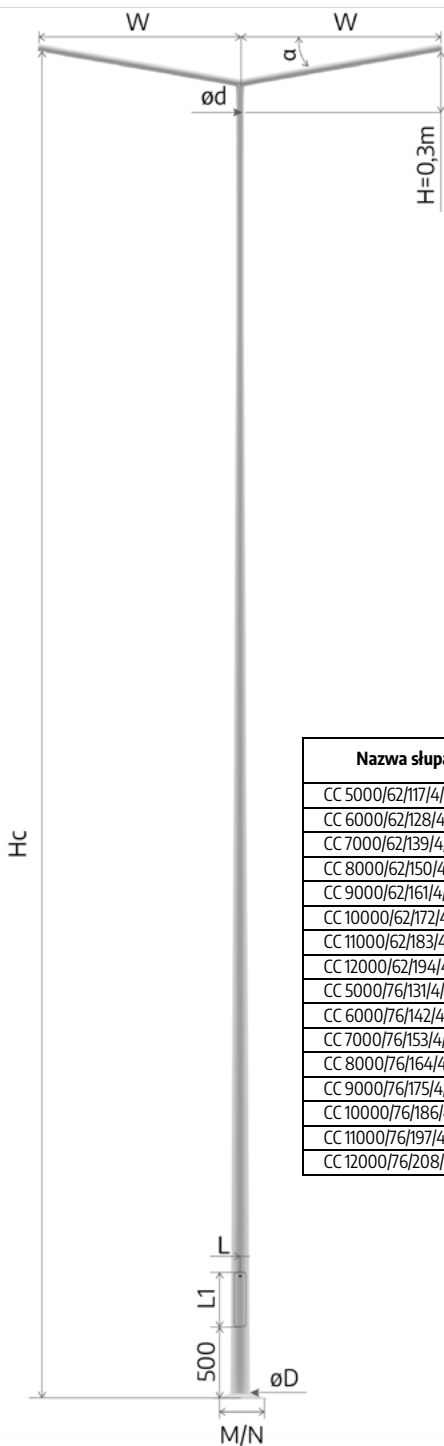 W W
α
ød
H=0,3m
Hc
Nazwa słupa
CC 5000/62/117/4/
CC 6000/62/128/4
CC 7000/62/139/4
CC 8000/62/150/4
CC 9000/62/161/4/
CC 10000/62/172/4
CC 11000/62/183/4
CC 12000/62/194/4
CC 5000/76/131/4/
CC 6000/76/142/4
CC 7000/76/153/4/
CC 8000/76/164/4
CC 9000/76/175/4
CC 10000/76/186/
CC 11000/76/197/4
CC 12000/76/208/
L
L1
500
øD
M/N